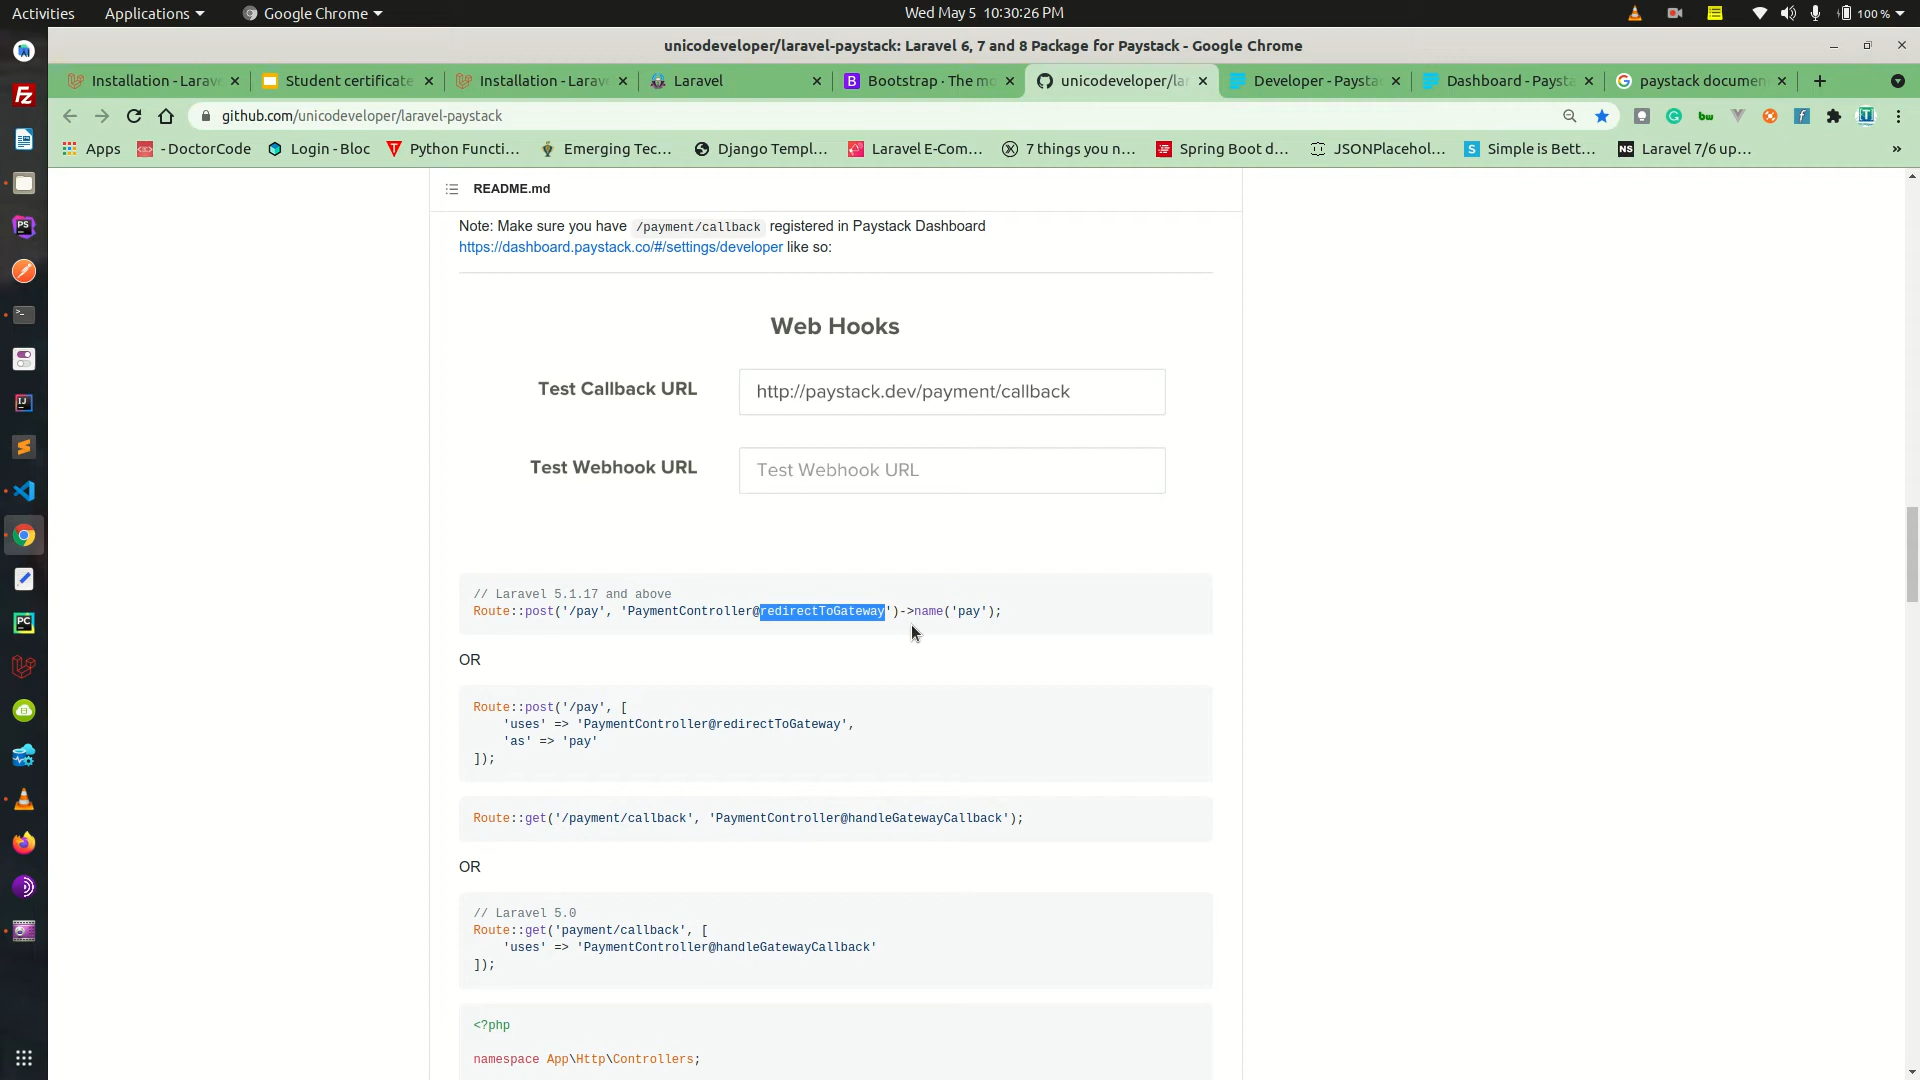 Activities
Applications
Google Chrome
Wed May 5 10:30:26 PM
100 %
unicodeveloper/laravel-paystack: Laravel 6, 7 and 8 Package for Paystack - Google Chrome
Installation - Larav
Student certificate
Installation - Larav
Laravel
Bootstrap · The mo
unicodeveloper/lar
Developer - Paysta
Dashboard - Paysta
paystack documen
github.com/unicodeveloper/laravel-paystack
Apps
- DoctorCode
Login - Bloc
Python Functi...
Emerging Tec...
Django Templ...
Laravel E-Com...
7 things you n...
Spring Boot d...
JSONPlacehol...
Simple is Bett...
Laravel 7/6 up...
»
README.md
Note: Make sure you have /payment/callback registered in Paystack Dashboard
https://dashboard.paystack.co/#/settings/developer like so:
Web Hooks
Test Callback URL
http://paystack.dev/payment/callback
Test Webhook URL
Test Webhook URL
// Laravel 5.1.17 and above
Route::post('/pay', 'PaymentController@redirectToGateway')->name('pay');
OR
Route::post('/pay', [
'uses' => 'PaymentController@redirectToGateway',
'as' => 'pay'
]);
Route::get('/payment/callback', 'PaymentController@handleGatewayCallback');
OR
// Laravel 5.0
Route::get('payment/callback', [
'uses' => 'PaymentController@handleGatewayCallback'
]);
<?php
namespace App\Http\Controllers;